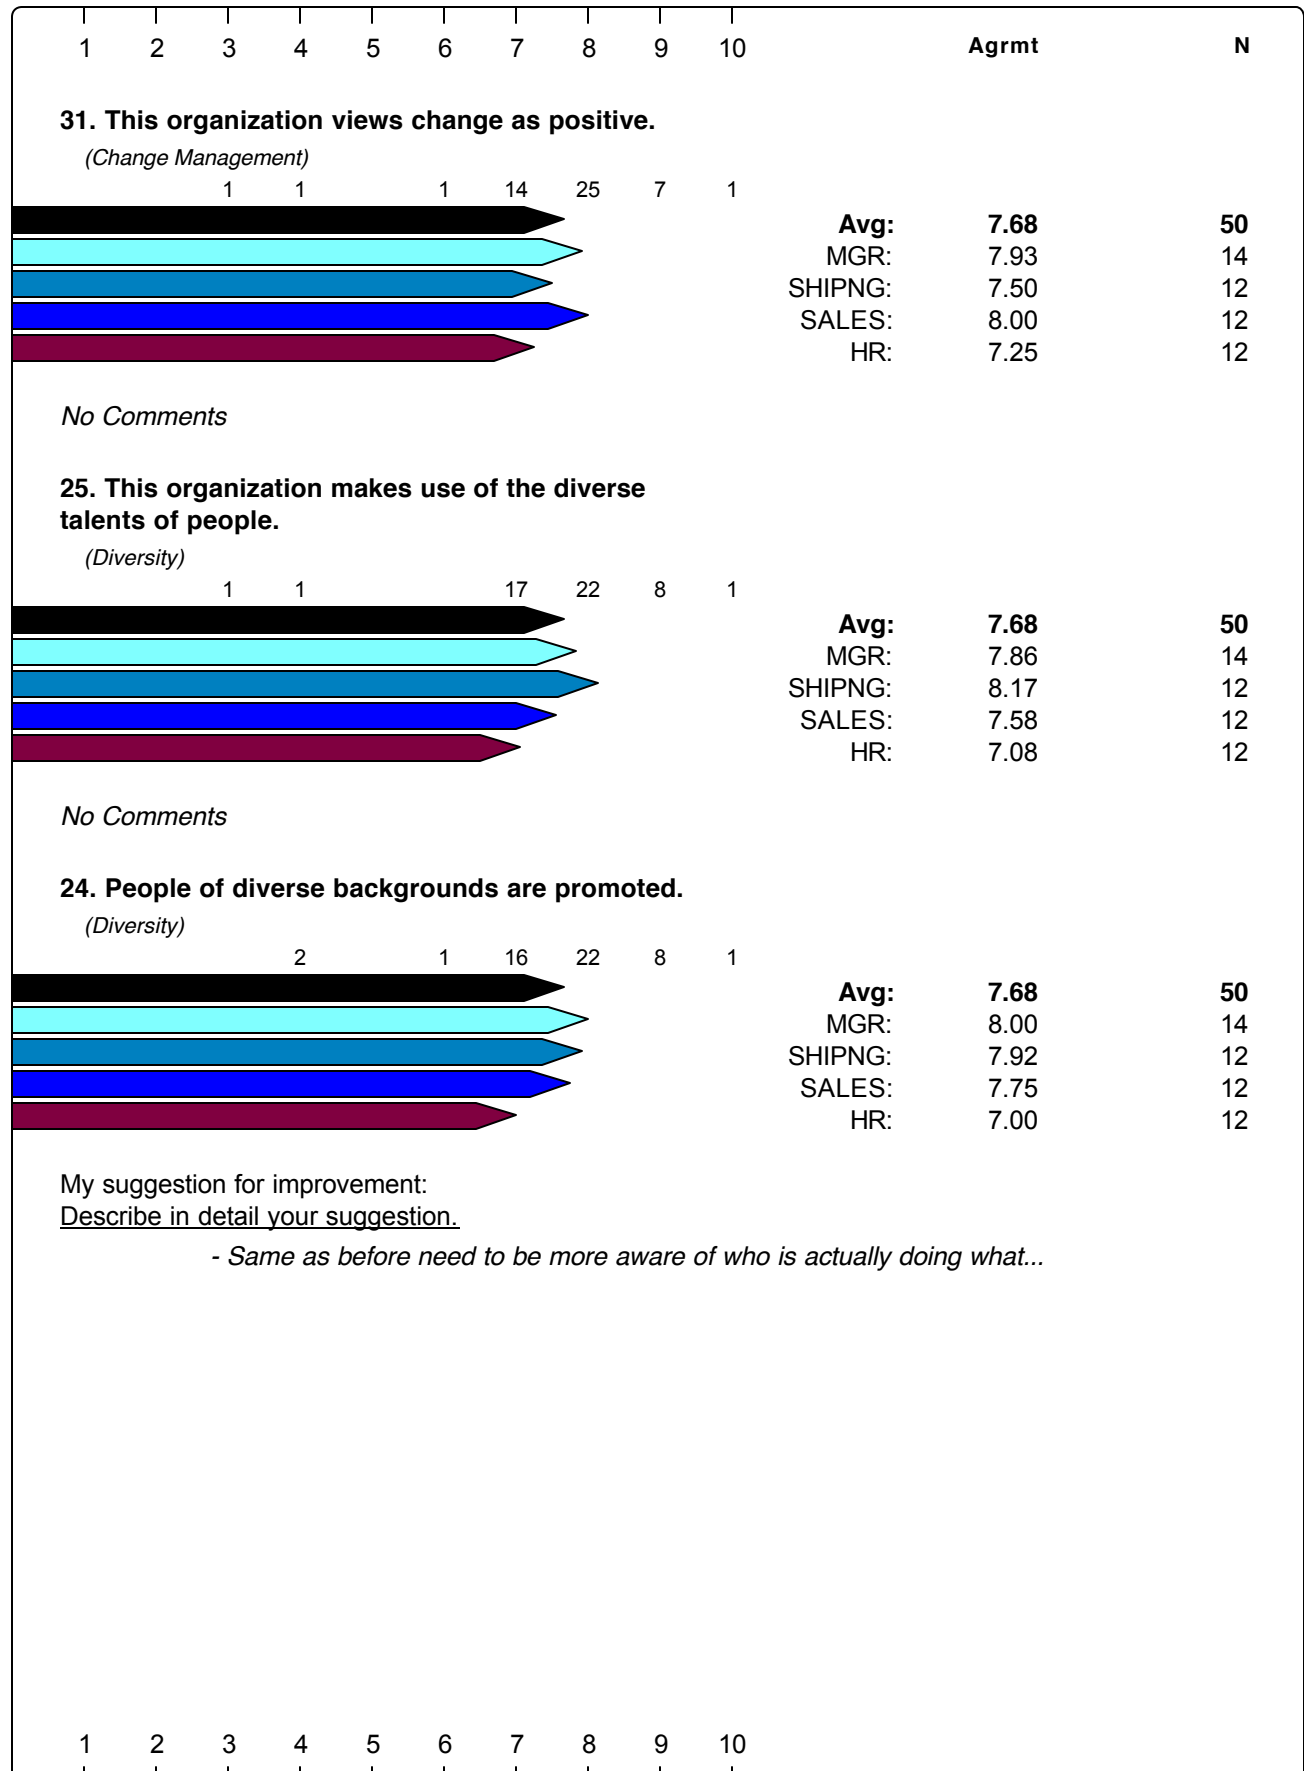 1 2 3 4 5 6 7 8 9 10 Agrmt N
31. This organization views change as positive.
(Change Management)
1 1 1 14 25 7 1
Avg: 7.68 50
MGR: 7.93 14
SHIPNG: 7.50 12
SALES: 8.00 12
HR: 7.25 12
No Comments
25. This organization makes use of the diverse
talents of people.
(Diversity)
1 1 17 22 8 1
Avg: 7.68 50
MGR: 7.86 14
SHIPNG: 8.17 12
SALES: 7.58 12
HR: 7.08 12
No Comments
24. People of diverse backgrounds are promoted.
(Diversity)
2 1 16 22 8 1
Avg: 7.68 50
MGR: 8.00 14
SHIPNG: 7.92 12
SALES: 7.75 12
HR: 7.00 12
My suggestion for improvement:
Describe in detail your suggestion.
- Same as before need to be more aware of who is actually doing what...
1 2 3 4 5 6 7 8 9 10